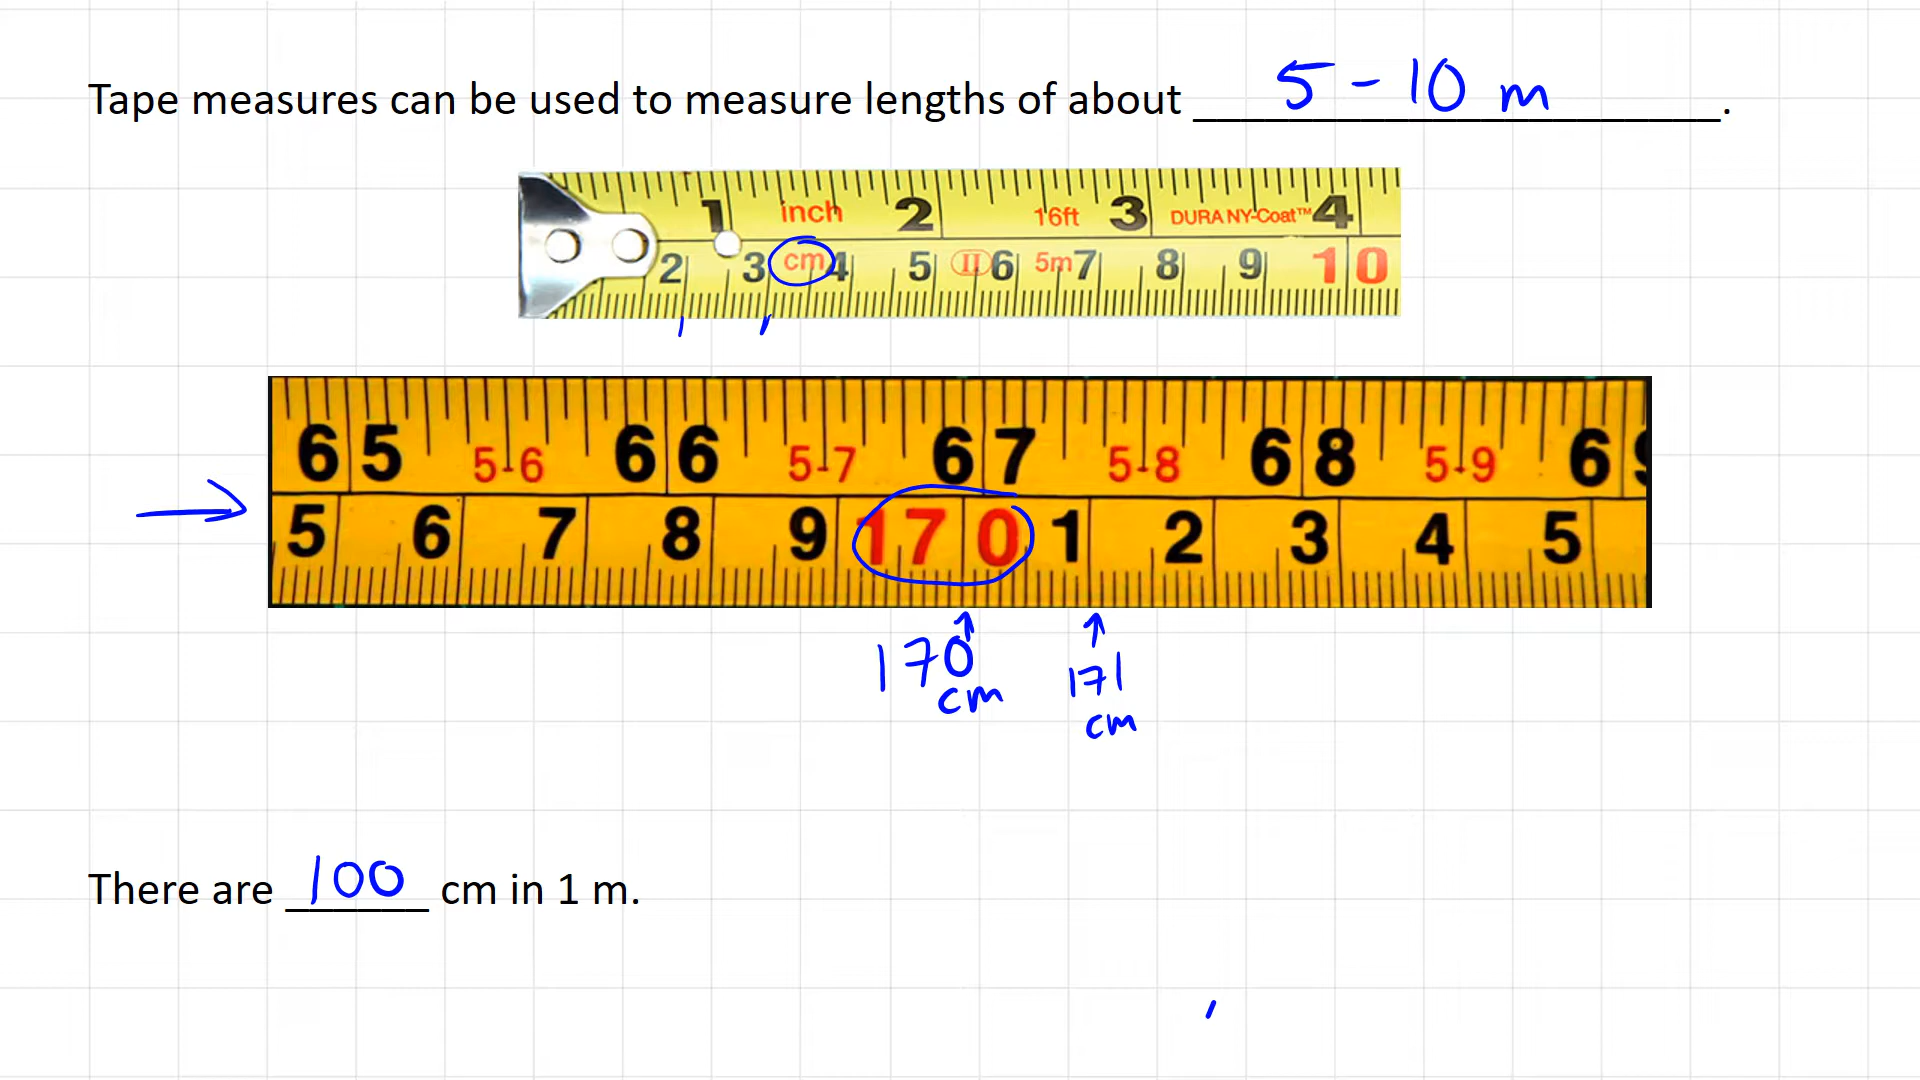 Tape measures can be used to measure lengths of about 5 - 10 m.
1 inch 2 16ft 3 DURA NY-Coat™ 4
2 3 cm 4 5 II 6 5m 7 8 9 10
65 5-6 66 5-7 67 5-8 68 5-9 69
5 6 7 8 9 170 1 2 3 4 5
170 cm
171 cm
There are 100 cm in 1 m.